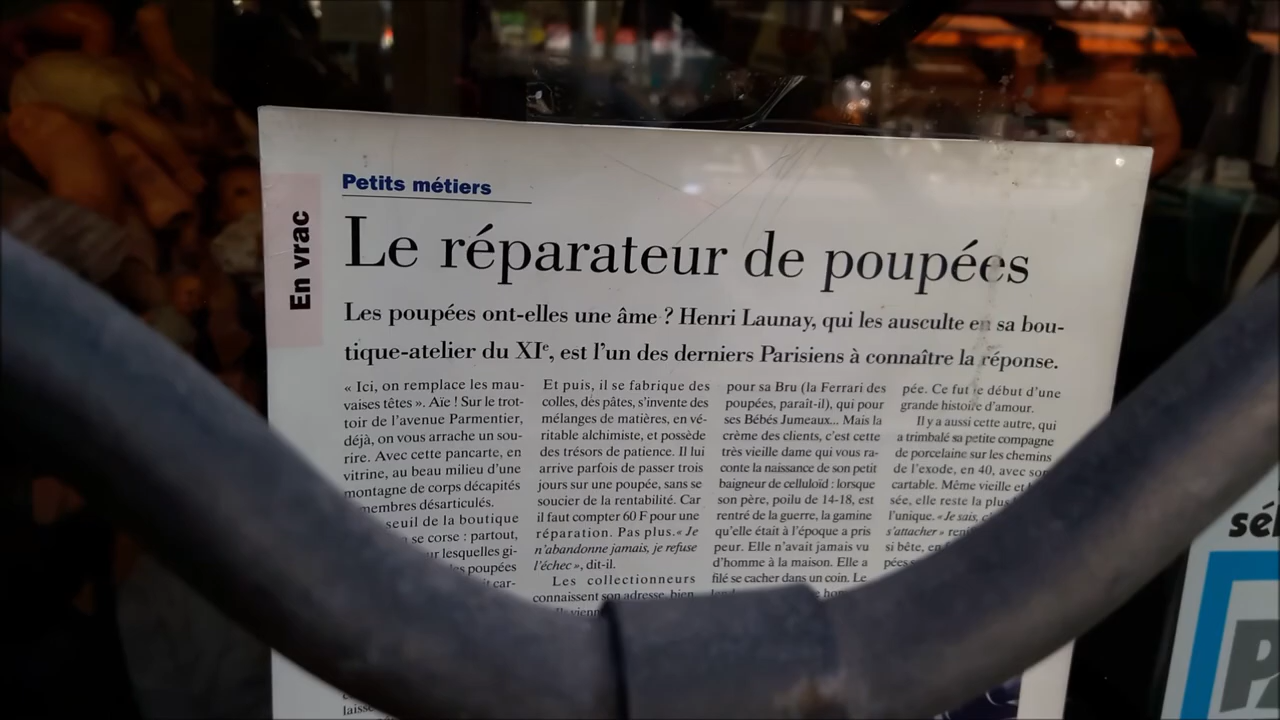 Petits métiers
En vrac
Le réparateur de poupées
Les poupées ont-elles une âme ? Henri Launay, qui les ausculte en sa bou-
tique-atelier du XIe, est l'un des derniers Parisiens à connaître la réponse.
« Ici, on remplace les mau-
vaises têtes ». Aïe ! Sur le trot-
toir de l'avenue Parmentier,
déjà, on vous arrache un sou-
rire. Avec cette pancarte, en
vitrine, au beau milieu d'une
montagne de corps décapités
membres désarticulés.
seuil de la boutique
se corse : partout,
lesquelles gi-
poupées
car-
laisse
Et puis, il se fabrique des
colles, des pâtes, s'invente des
mélanges de matières, en vé-
ritable alchimiste, et possède
des trésors de patience. Il lui
arrive parfois de passer trois
jours sur une poupée, sans se
soucier de la rentabilité. Car
il faut compter 60 F pour une
réparation. Pas plus. « Je
n'abandonne jamais, je refuse
l'échec », dit-il.
Les collectionneurs
connaissent son adresse, bien
pour sa Bru (la Ferrari des
poupées, paraît-il), qui pour
ses Bébés Jumeaux... Mais la
crème des clients, c'est cette
très vieille dame qui vous ra-
conte la naissance de son petit
baigneur de celluloïd : lorsque
son père, poilu de 14-18, est
rentré de la guerre, la gamine
qu'elle était à l'époque a pris
peur. Elle n'avait jamais vu
d'homme à la maison. Elle a
filé se cacher dans un coin. Le
pée. Ce fut le début d'une
grande histoire d'amour.
Il y a aussi cette autre, qui
a trimbalé sa petite compagne
de porcelaine sur les chemins
de l'exode, en 40, avec son
cartable. Même vieille et
sée, elle reste la plus
l'unique. « Je sais,
s'attacher »
si bête, en
pées